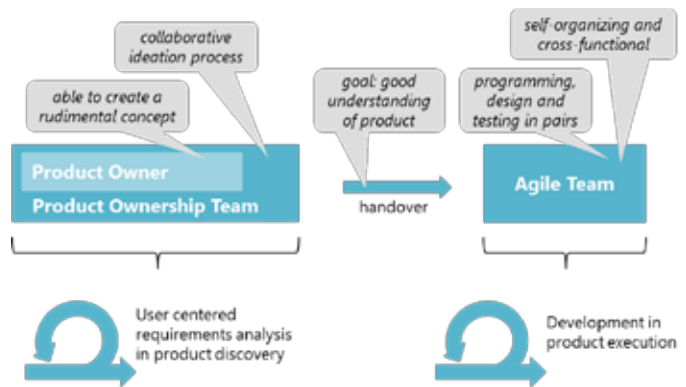 collaborative
ideation process
able to create a
rudimental concept
Product Owner
Product Ownership Team
goal: good
understanding
of product
handover
self-organizing and
cross-functional
programming,
design and
testing in pairs
Agile Team
User centered
requirements analysis
in product discovery
Development in
product execution